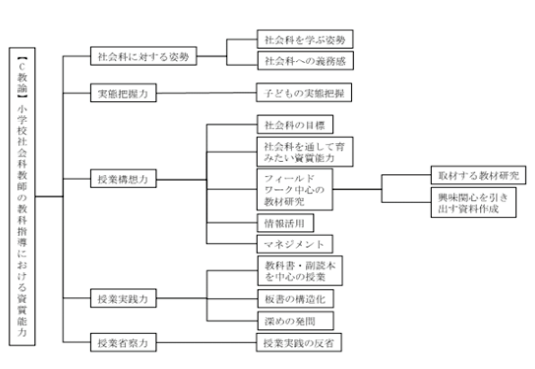 【C教諭】小学校社会科教師の教科指導における資質能力
社会科に対する姿勢
社会科を学ぶ姿勢
社会科への義務感
実態把握力
子どもの実態把握
授業構想力
社会科の目標
社会科を通して育
みたい資質能力
フィールド
ワーク中心の
教材研究
取材する教材研究
興味関心を引き
出す資料作成
情報活用
マネジメント
授業実践力
教科書・副読本
を中心の授業
板書の構造化
深めの発問
授業省察力
授業実践の反省